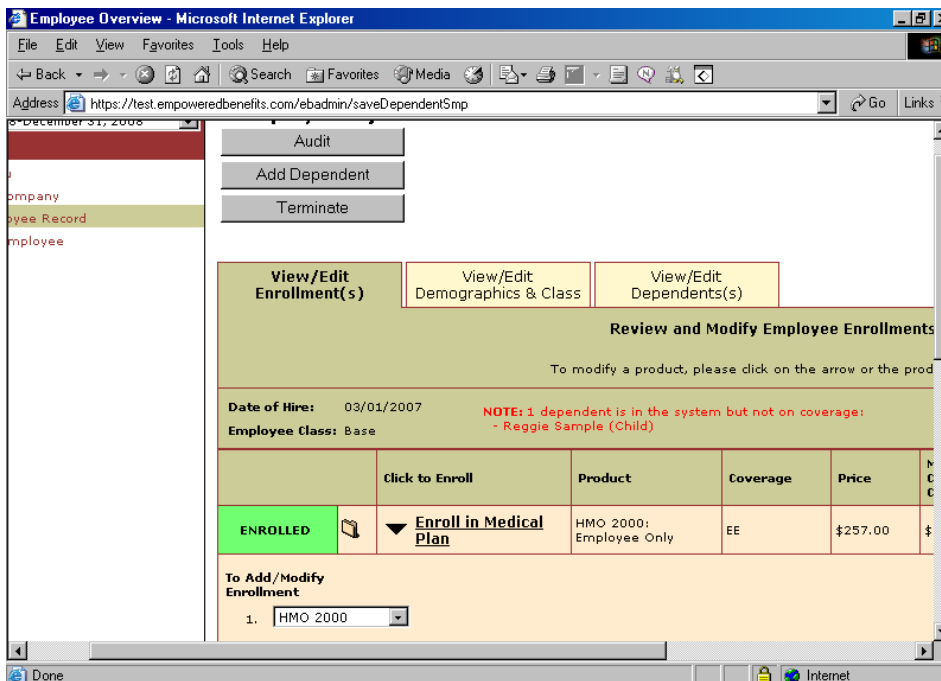 Employee Overview - Microsoft Internet Explorer
File Edit View Favorites Tools Help
Back Search Favorites Media
Address https://test.empoweredbenefits.com/ebadmin/saveDependentSmp Go Links
8-December 31, 2008
Audit
Add Dependent
Terminate
ompany
oyee Record
mployee
View/Edit Enrollment(s)
View/Edit Demographics & Class
View/Edit Dependents(s)
Review and Modify Employee Enrollments
To modify a product, please click on the arrow or the prod
Date of Hire: 03/01/2007
Employee Class: Base
NOTE: 1 dependent is in the system but not on coverage:
- Reggie Sample (Child)
Click to Enroll Product Coverage Price
ENROLLED Enroll in Medical Plan HMO 2000: Employee Only EE $257.00 $
To Add/Modify
Enrollment
1. HMO 2000
Done Internet